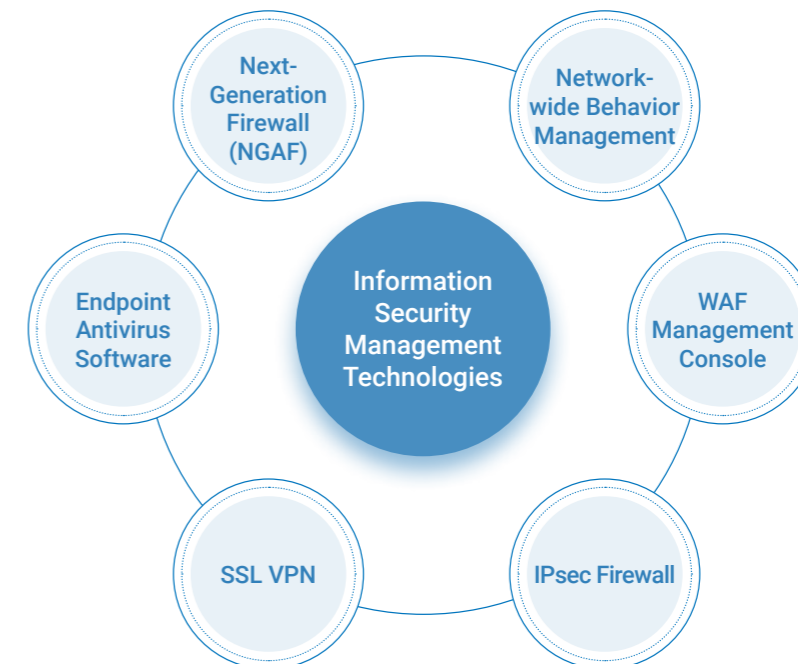 Next-
Generation
Firewall
(NGAF)
Network-
wide Behavior
Management
Information
Security
Management
Technologies
Endpoint
Antivirus
Software
WAF
Management
Console
SSL VPN
IPsec Firewall